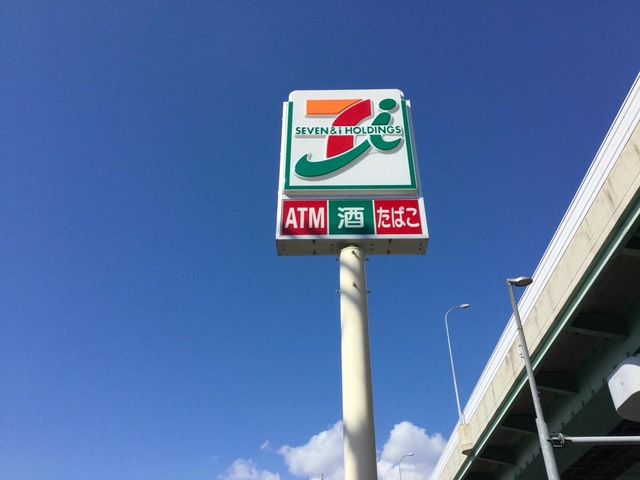 SEVEN & i HOLDINGS
ATM 酒 たばこ